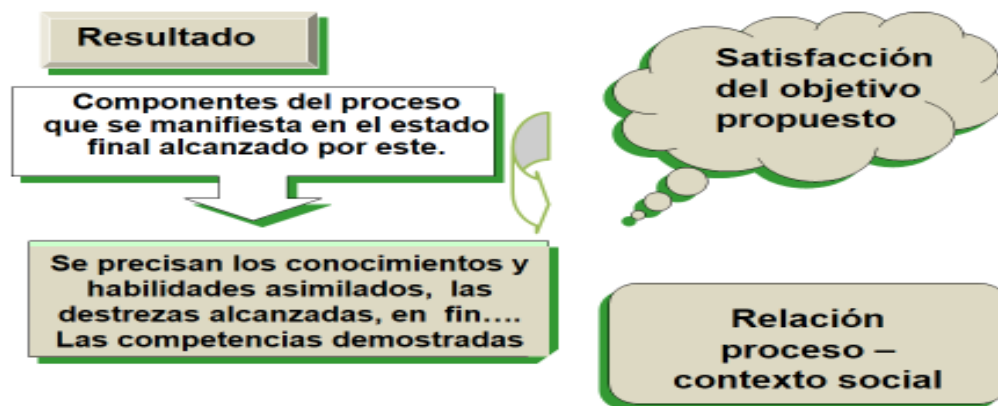 Resultado
Componentes del proceso
que se manifiesta en el estado
final alcanzado por este.
Se precisan los conocimientos y
habilidades asimilados, las
destrezas alcanzadas, en fin....
Las competencias demostradas
Satisfacción
del objetivo
propuesto
Relación
proceso –
contexto social